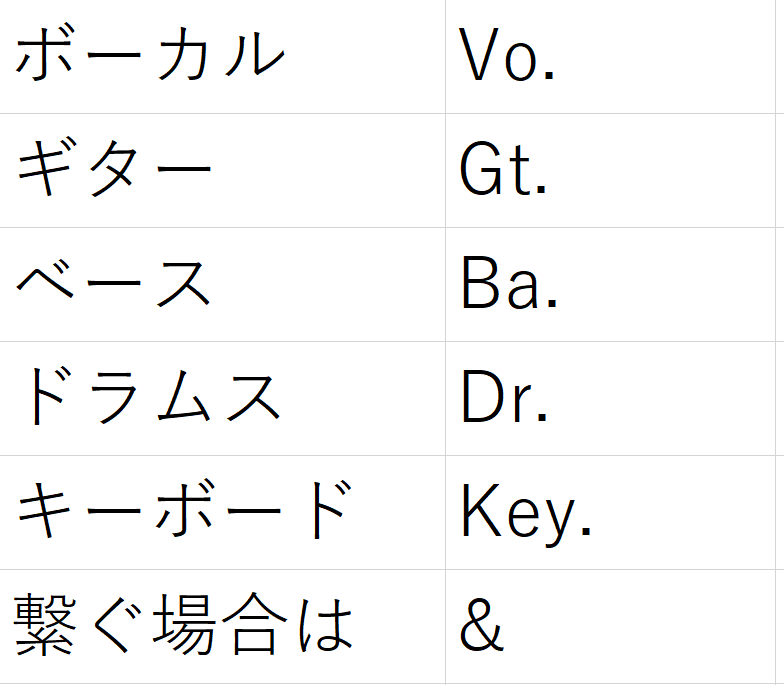 ボーカル Vo.
ギター Gt.
ベース Ba.
ドラムス Dr.
キーボード Key.
繋ぐ場合は &